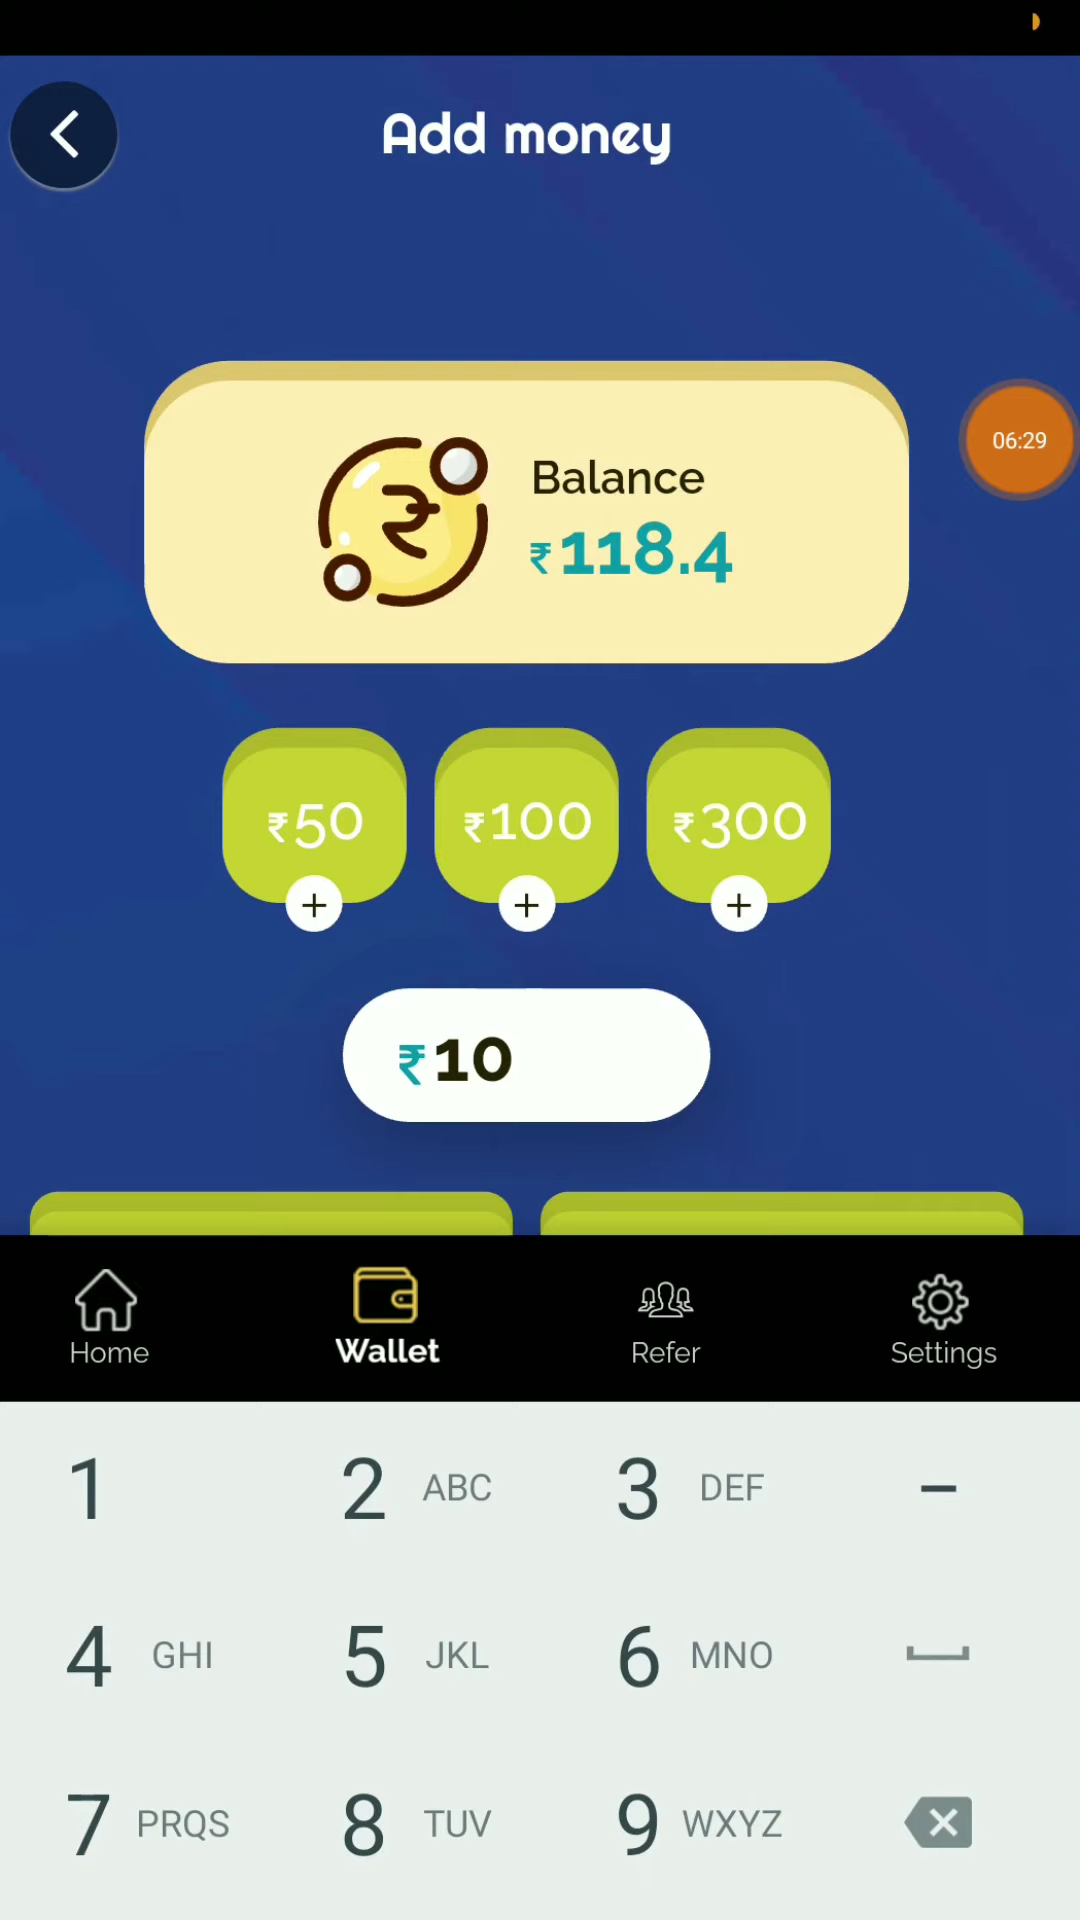 Add money
06:29
Balance
₹118.4
₹50 ₹100 ₹300
+ + +
₹10
Home Wallet Refer Settings
1 2 ABC 3 DEF –
4 GHI 5 JKL 6 MNO
7 PRQS 8 TUV 9 WXYZ